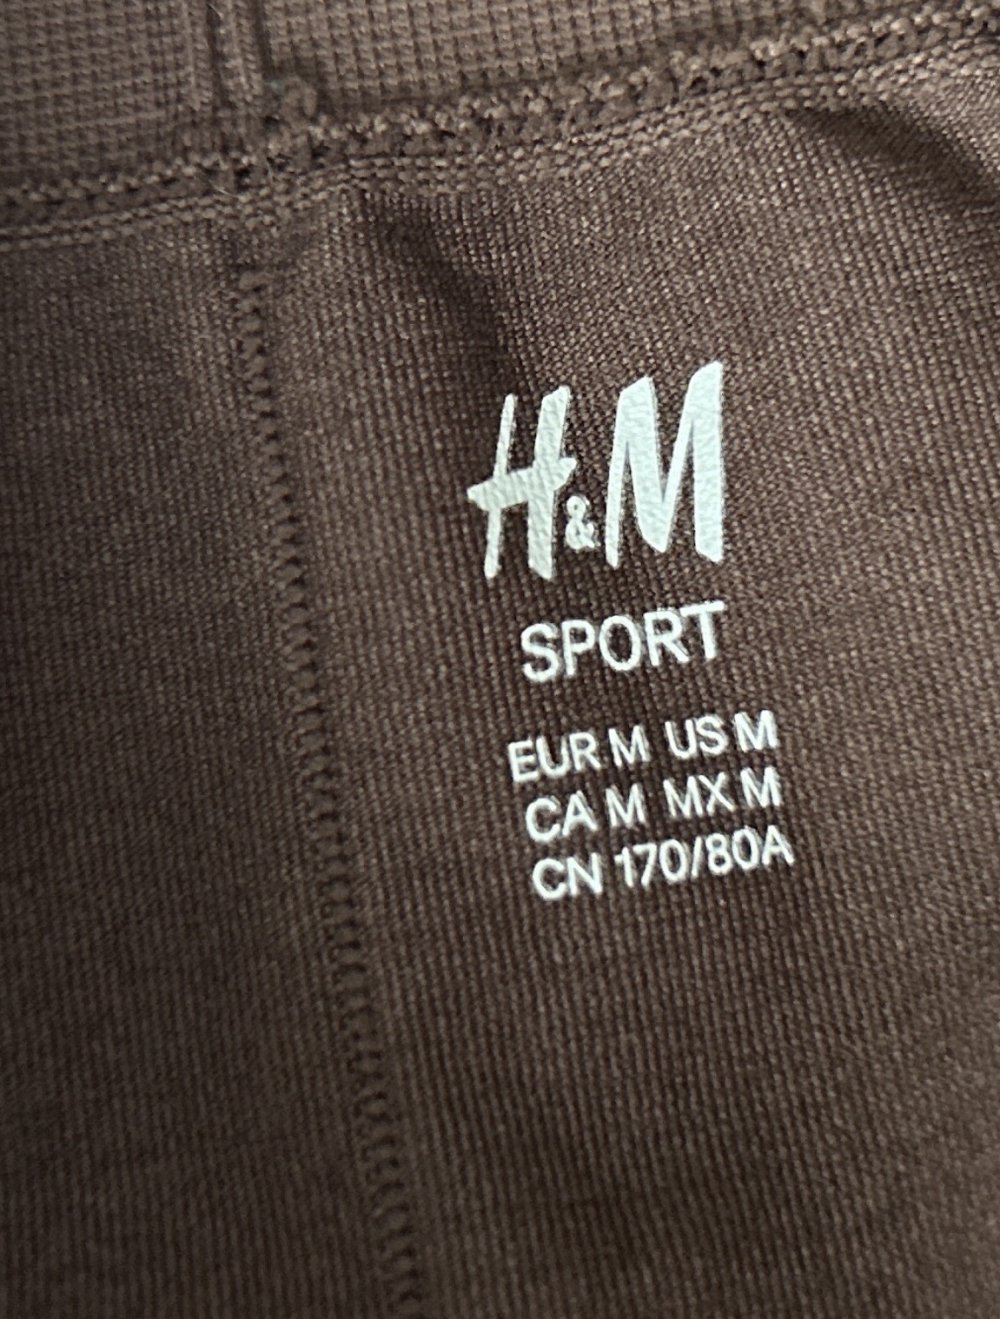 H&M
SPORT
EUR M US M
CA M MX M
CN 170/80A